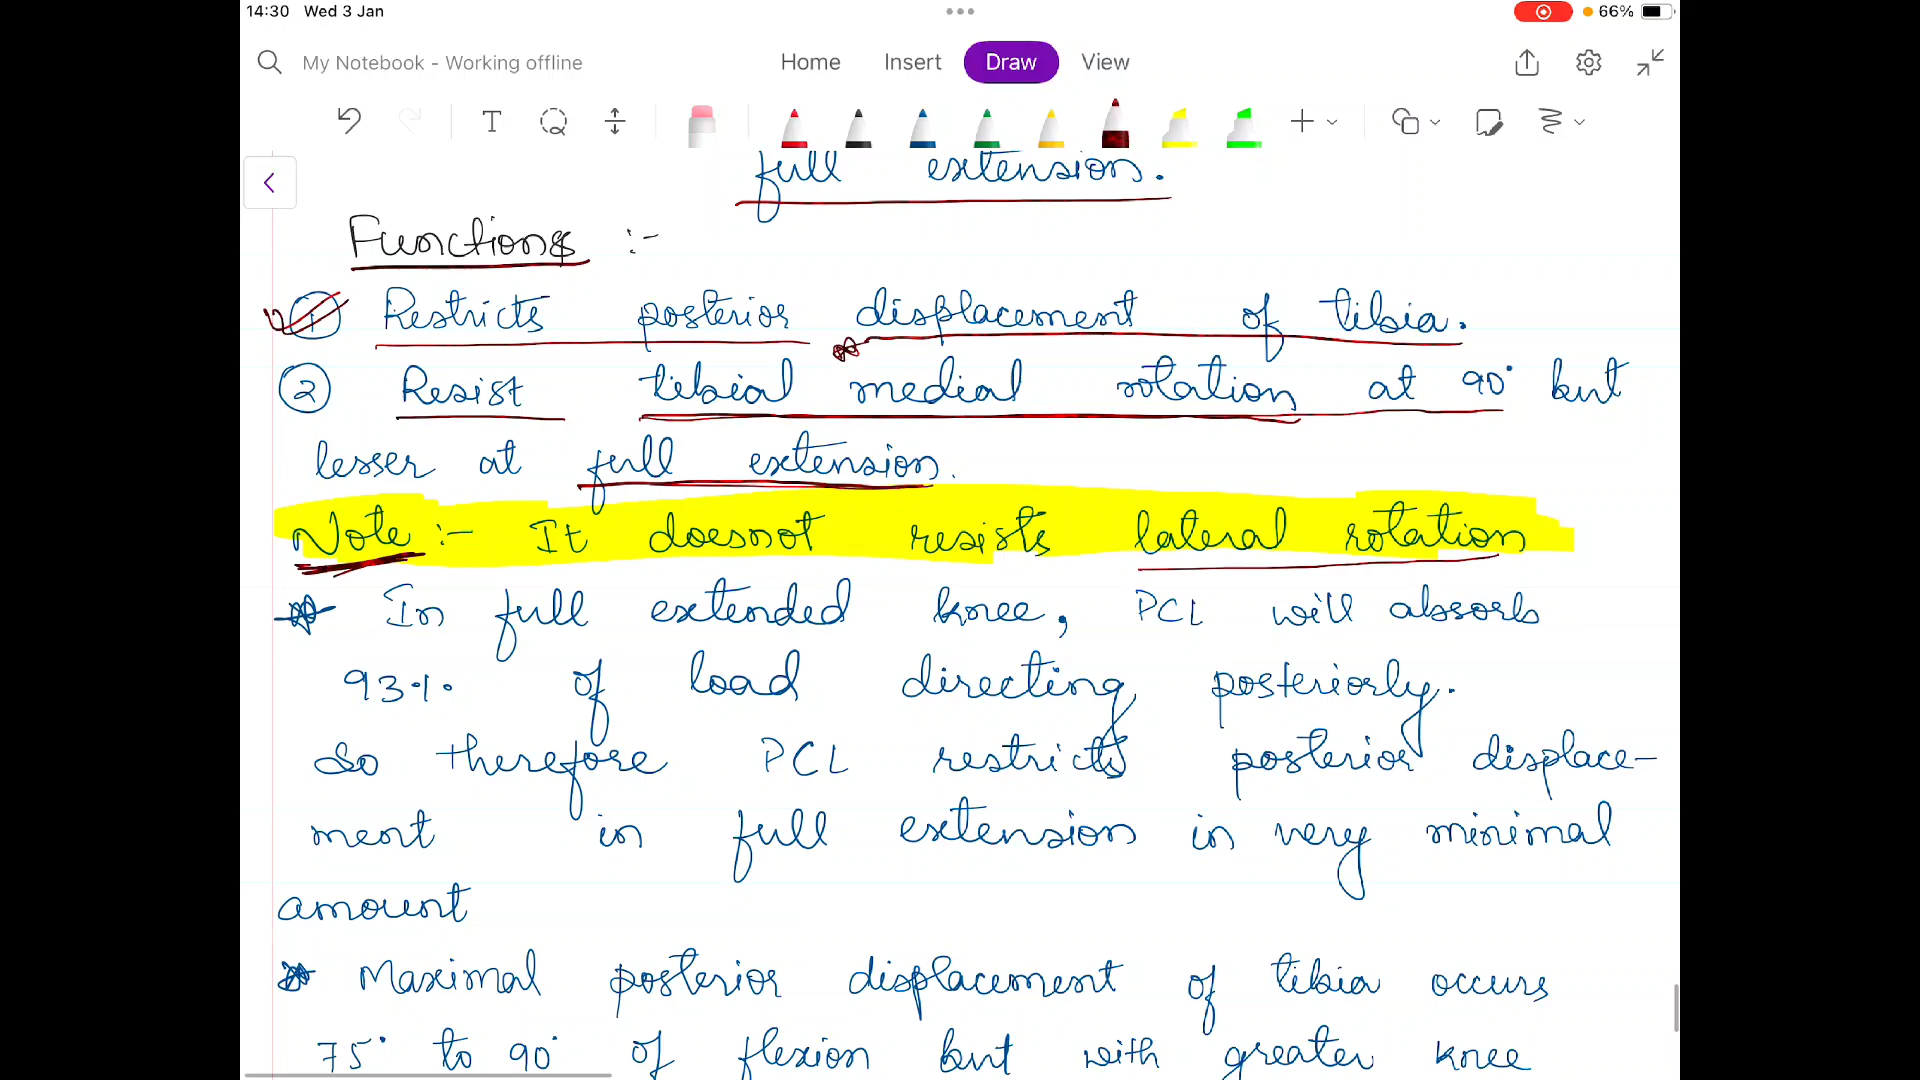 14:30 Wed 3 Jan
66%
My Notebook - Working offline
Home Insert Draw View
full extension.
Functions :-
① Restricts posterior displacement of tibia.
② Resist tibial medial rotation at 90° but
lesser at full extension.
Note :- It doesnot resists lateral rotation
In full extended knee, PCL will absorbs
93% of load directing posteriorly.
So therefore PCL restricts posterior displace-
ment in full extension in very minimal
amount
Maximal posterior displacement of tibia occurs
75° to 90° of flexion but with greater knee